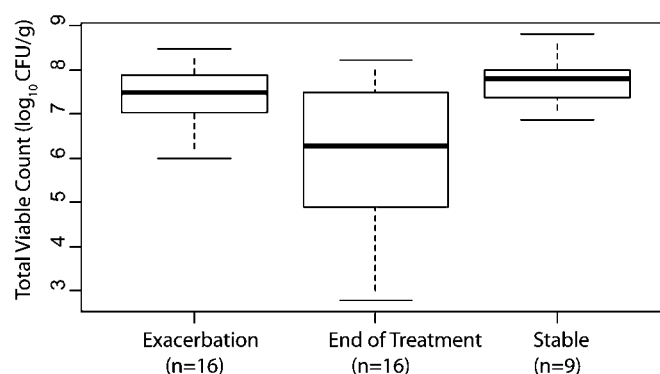 Total Viable Count (log10 CFU/g)
9
8
7
6
5
4
3
Exacerbation
(n=16)
End of Treatment
(n=16)
Stable
(n=9)